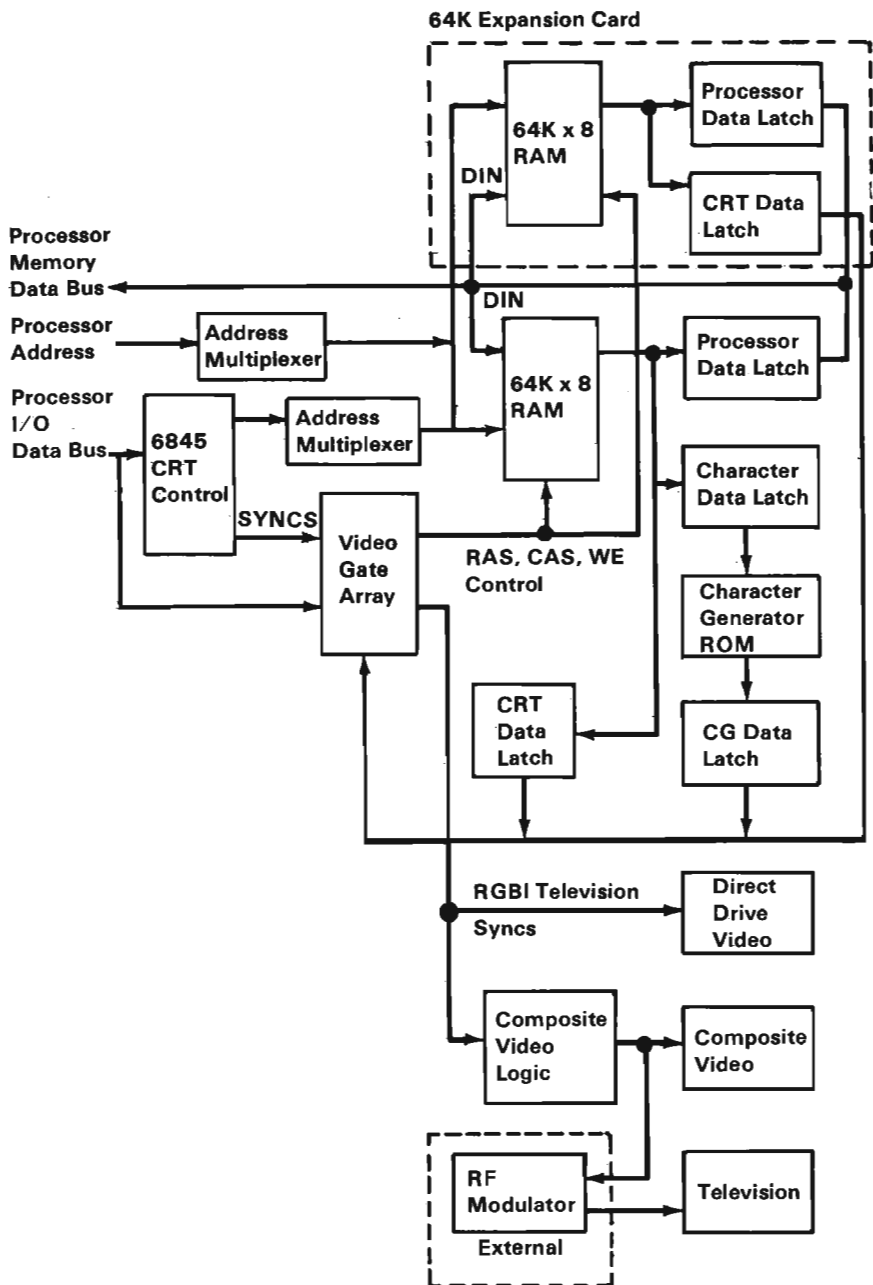 64K Expansion Card
Processor
Data Latch
64K x 8
RAM
DIN
CRT Data
Latch
Processor
Memory
Data Bus
DIN
Processor
Address
Address
Multiplexer
64K x 8
RAM
Processor
Data Latch
Processor
I/O
Data Bus
6845
CRT
Control
Address
Multiplexer
Character
Data Latch
SYNCS
Video
Gate
Array
RAS, CAS, WE
Control
Character
Generator
ROM
CRT
Data
Latch
CG Data
Latch
RGBI Television
Syncs
Direct
Drive
Video
Composite
Video
Logic
Composite
Video
RF
Modulator
Television
External